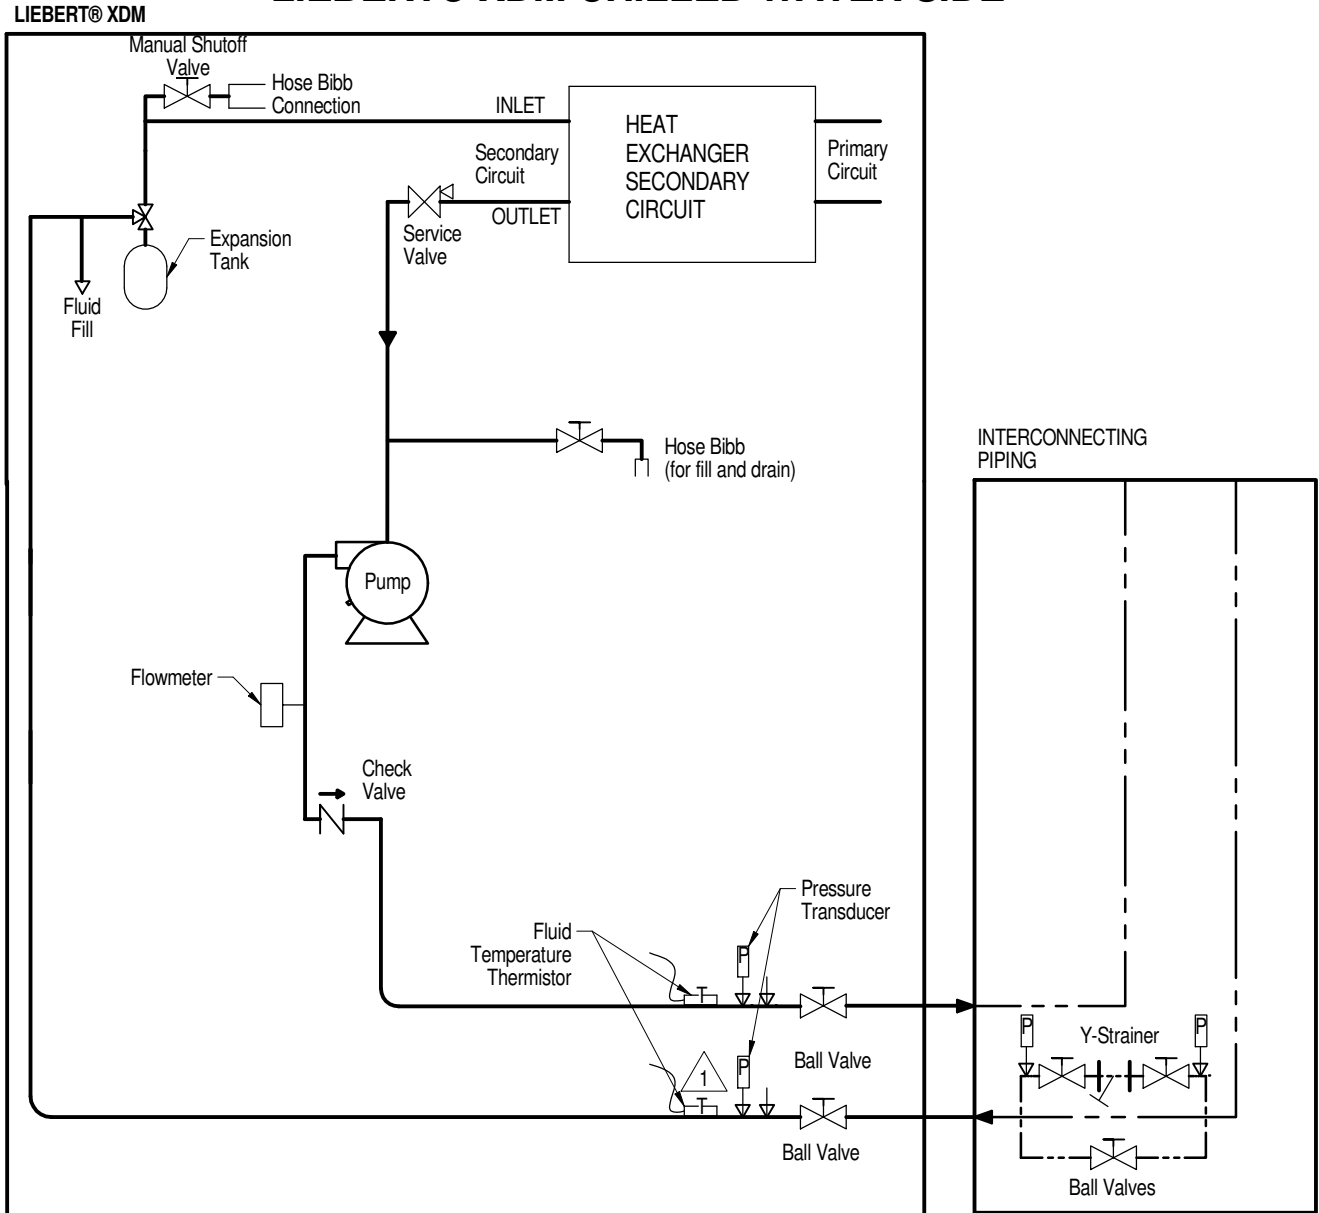 LIEBERT® XDM
Manual Shutoff
Valve
Hose Bibb
Connection
INLET
HEAT
EXCHANGER
SECONDARY
CIRCUIT
Secondary
Circuit
Primary
Circuit
OUTLET
Service
Valve
Expansion
Tank
Fluid
Fill
Hose Bibb
(for fill and drain)
INTERCONNECTING
PIPING
Pump
Flowmeter
Check
Valve
Pressure
Transducer
Fluid
Temperature
Thermistor
P
P
P
Y-Strainer
Ball Valve
1
P
Ball Valve
Ball Valves